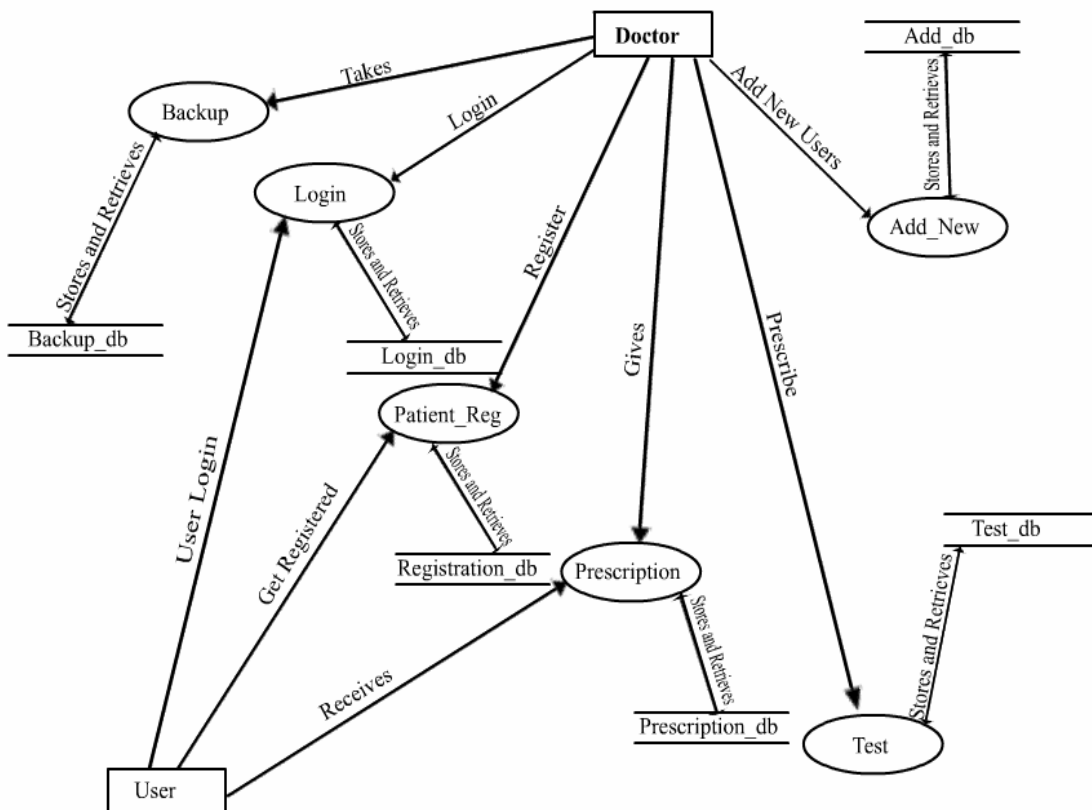 Doctor
Add_db
Takes
Backup
Login
Add New Users
Stores and Retrieves
Stores and Retrieves
Login
Add_New
Stores and Retrieves
Register
Backup_db
Login_db
Gives
Prescribe
Patient_Reg
User Login
Get Registered
Stores and Retrieves
Test_db
Registration_db
Prescription
Stores and Retrieves
Stores and Retrieves
Receives
Prescription_db
Test
User